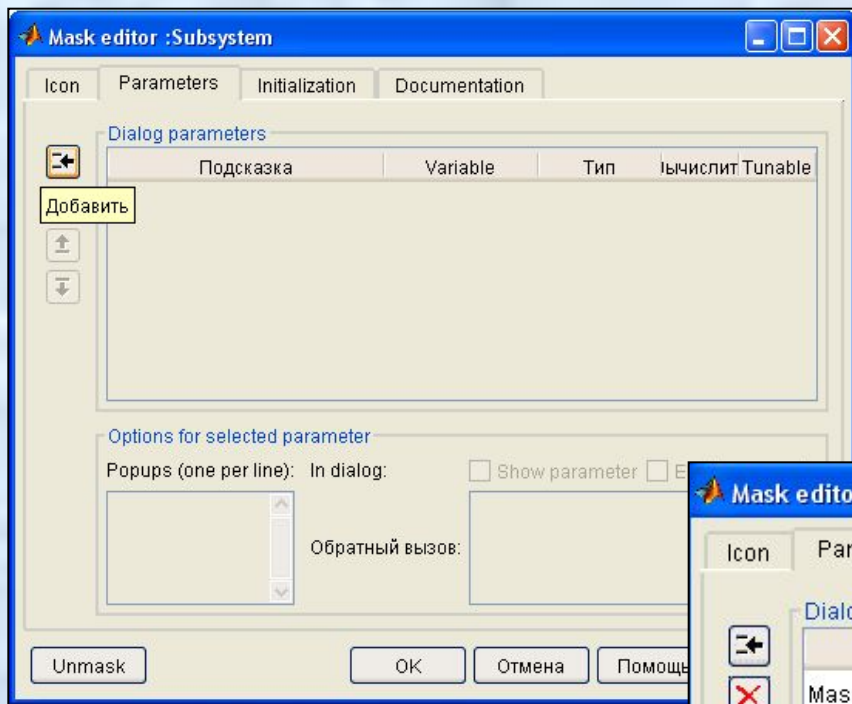 Mask editor :Subsystem
Icon Parameters Initialization Documentation
Dialog parameters
Подсказка Variable Тип Tunable
Добавить
Options for selected parameter
Popups (one per line): In dialog: Show parameter
Обратный вызов:
Unmask OK Отмена Помощь
Mask
Icon